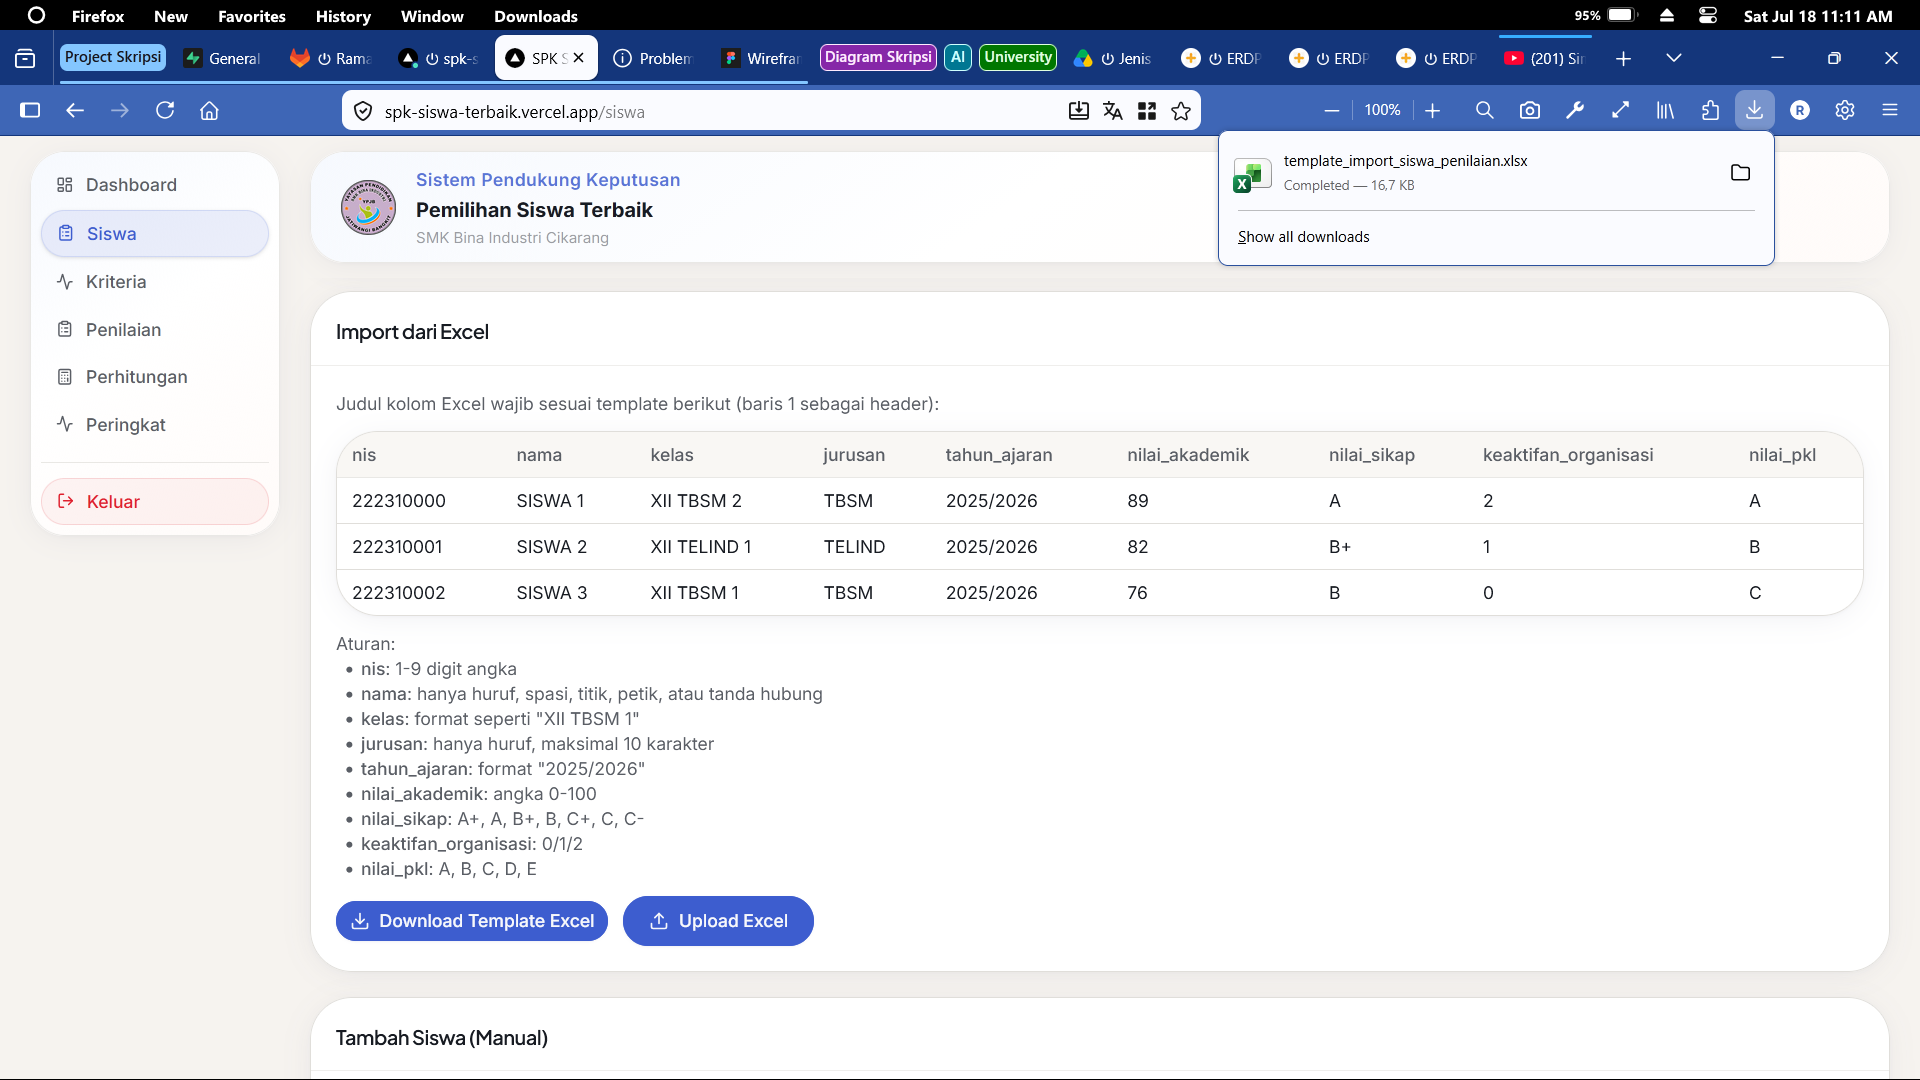 Firefox New Favorites History Window Downloads 95% Sat Jul 18 11:11 AM
Project Skripsi General Rama spk-s SPK S Problem Wirefran Diagram Skripsi AI University Jenis ERDP ERDP ERDP (201) Sin
spk-siswa-terbaik.vercel.app/siswa 100% R
template_import_siswa_penilaian.xlsx
Completed — 16,7 KB
Show all downloads
Dashboard
Siswa
Kriteria
Penilaian
Perhitungan
Peringkat
Keluar
Sistem Pendukung Keputusan
Pemilihan Siswa Terbaik
SMK Bina Industri Cikarang
Import dari Excel
Judul kolom Excel wajib sesuai template berikut (baris 1 sebagai header):
nis nama kelas jurusan tahun_ajaran nilai_akademik nilai_sikap keaktifan_organisasi nilai_pkl
222310000 SISWA 1 XII TBSM 2 TBSM 2025/2026 89 A 2 A
222310001 SISWA 2 XII TELIND 1 TELIND 2025/2026 82 B+ 1 B
222310002 SISWA 3 XII TBSM 1 TBSM 2025/2026 76 B 0 C
Aturan:
• nis: 1-9 digit angka
• nama: hanya huruf, spasi, titik, petik, atau tanda hubung
• kelas: format seperti "XII TBSM 1"
• jurusan: hanya huruf, maksimal 10 karakter
• tahun_ajaran: format "2025/2026"
• nilai_akademik: angka 0-100
• nilai_sikap: A+, A, B+, B, C+, C, C-
• keaktifan_organisasi: 0/1/2
• nilai_pkl: A, B, C, D, E
Download Template Excel Upload Excel
Tambah Siswa (Manual)